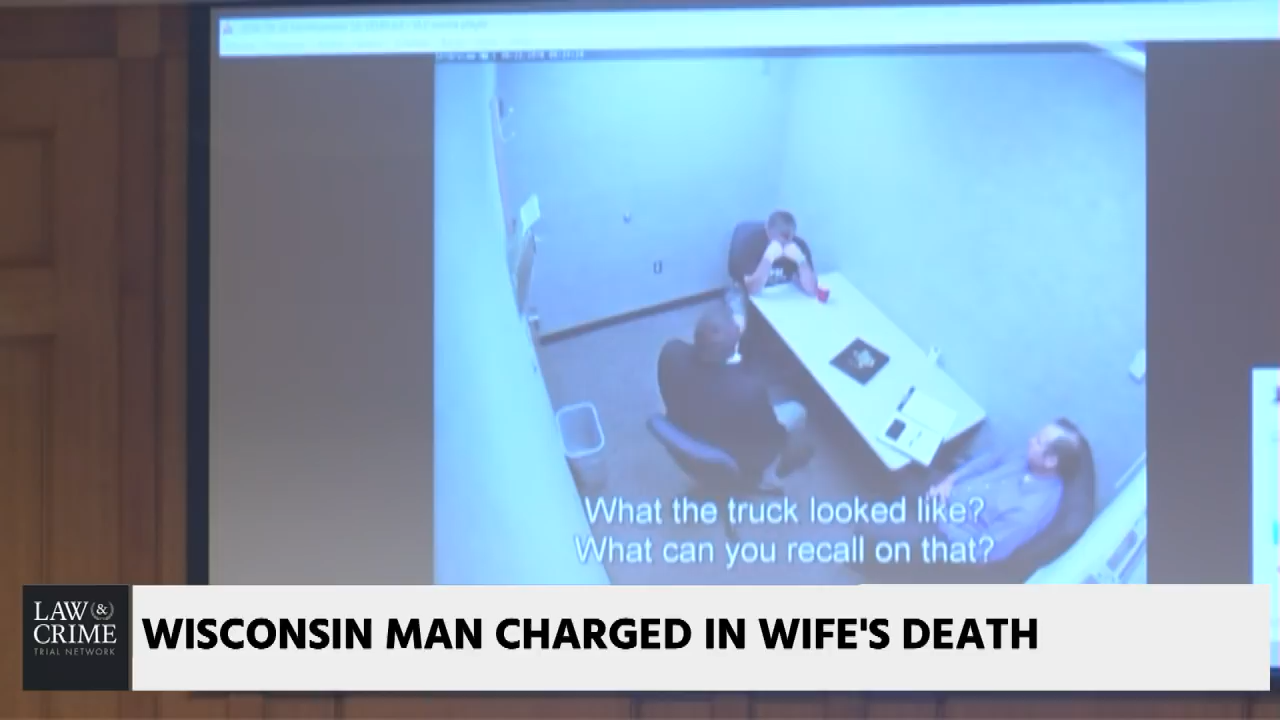 What the truck looked like?
What can you recall on that?
LAW &
CRIME
TRIAL NETWORK
WISCONSIN MAN CHARGED IN WIFE'S DEATH